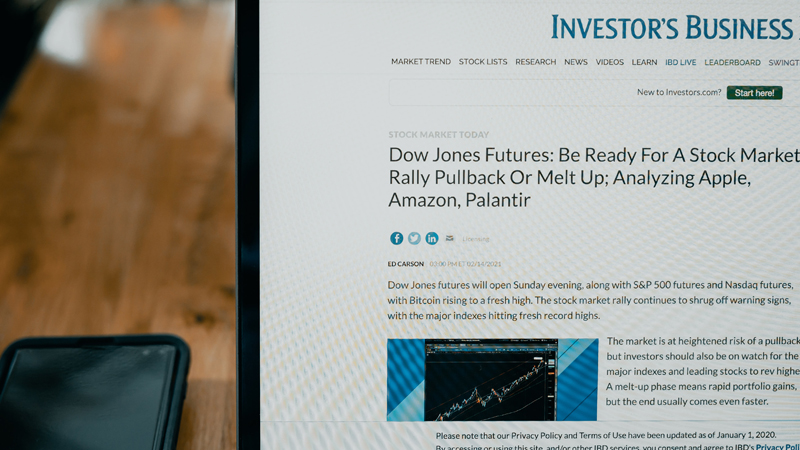 INVESTOR'S BUSINESS
MARKET TREND STOCK LISTS RESEARCH NEWS VIDEOS LEARN IBD LIVE LEADERBOARD SWINGT
New to Investors.com? Start here!
STOCK MARKET TODAY
Dow Jones Futures: Be Ready For A Stock Market
Rally Pullback Or Melt Up; Analyzing Apple,
Amazon, Palantir
Licensing
ED CARSON 03:00 PM ET 02/14/2021
Dow Jones futures will open Sunday evening, along with S&P 500 futures and Nasdaq futures,
with Bitcoin rising to a fresh high. The stock market rally continues to shrug off warning signs,
with the major indexes hitting fresh record highs.
The market is at heightened risk of a pullback
but investors should also be on watch for the
major indexes and leading stocks to rev highe
A melt-up phase means rapid portfolio gains,
but the end usually comes even faster.
Please note that our Privacy Policy and Terms of Use have been updated as of January 1, 2020.
By accessing or using this site, and/or other IBD services, you consent and agree to IBD's Privacy Poli